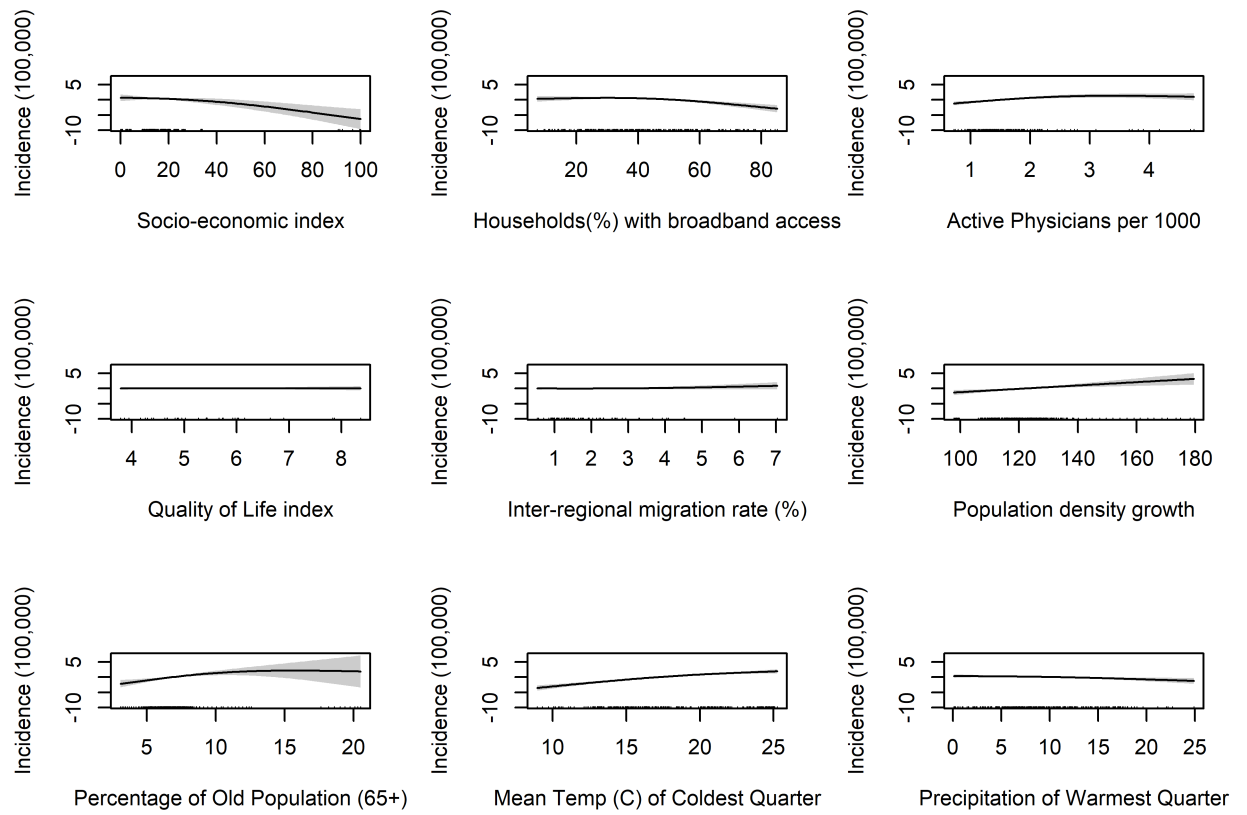 Incidence (100,000)
5
-10
0 20 40 60 80 100
Socio-economic index
Incidence (100,000)
5
-10
20 40 60 80
Households(%) with broadband access
Incidence (100,000)
5
-10
1 2 3 4
Active Physicians per 1000
Incidence (100,000)
5
-10
4 5 6 7 8
Quality of Life index
Incidence (100,000)
5
-10
1 2 3 4 5 6 7
Inter-regional migration rate (%)
Incidence (100,000)
5
-10
100 120 140 160 180
Population density growth
Incidence (100,000)
5
-10
5 10 15 20
Percentage of Old Population (65+)
Incidence (100,000)
5
-10
10 15 20 25
Mean Temp (C) of Coldest Quarter
Incidence (100,000)
5
-10
0 5 10 15 20 25
Precipitation of Warmest Quarter